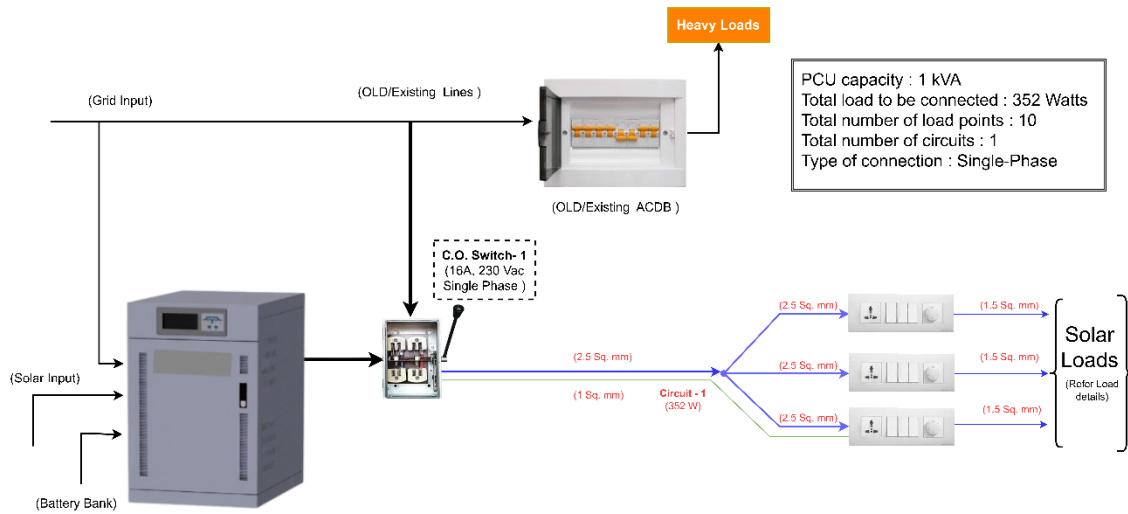 Heavy Loads
PCU capacity : 1 kVA
Total load to be connected : 352 Watts
Total number of load points : 10
Total number of circuits : 1
Type of connection : Single-Phase
(Grid Input)
(OLD/Existing Lines )
(OLD/Existing ACDB )
C.O. Switch- 1
(16A, 230 Vac
Single Phase )
(2.5 Sq. mm)
(1.5 Sq. mm)
(2.5 Sq. mm)
(2.5 Sq. mm)
(1.5 Sq. mm)
Solar
Loads
(Refer Load
details)
(Solar Input)
(1 Sq. mm)
Circuit - 1
(352 W)
(2.5 Sq. mm)
(1.5 Sq. mm)
(Battery Bank)